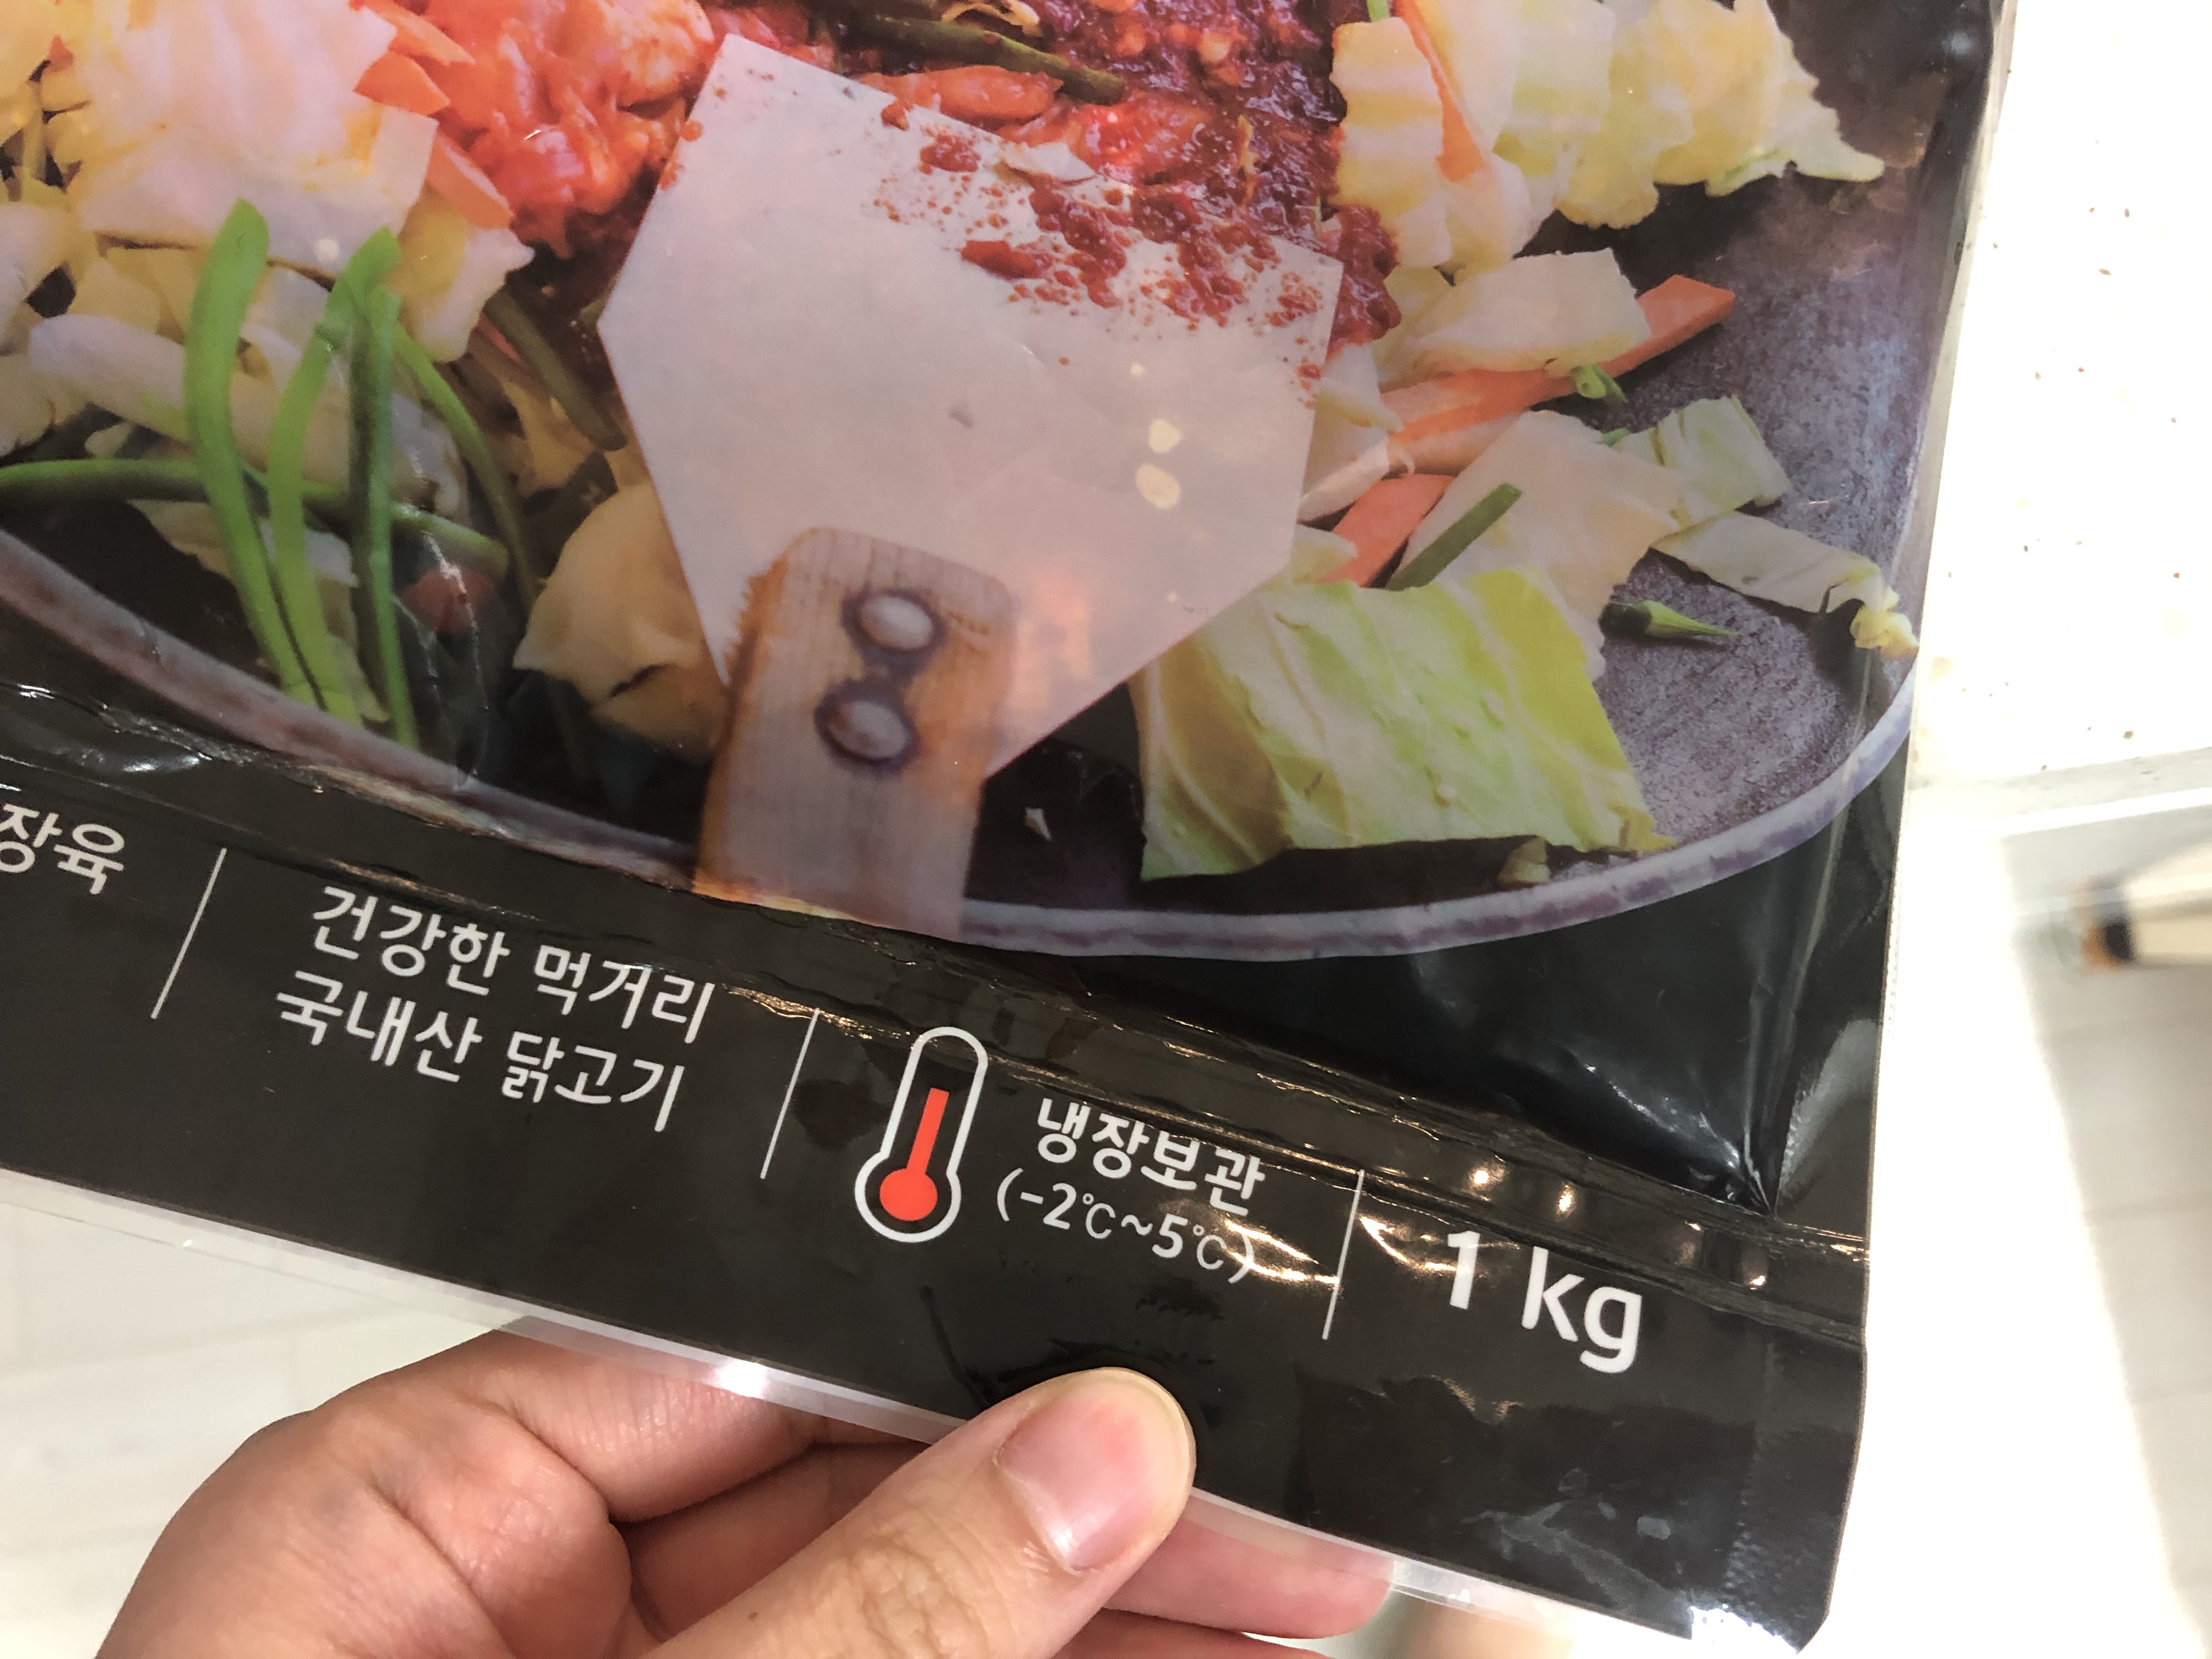 장육
건강한 먹거리
국내산 닭고기
냉장보관
(-2℃~5℃)
1 kg